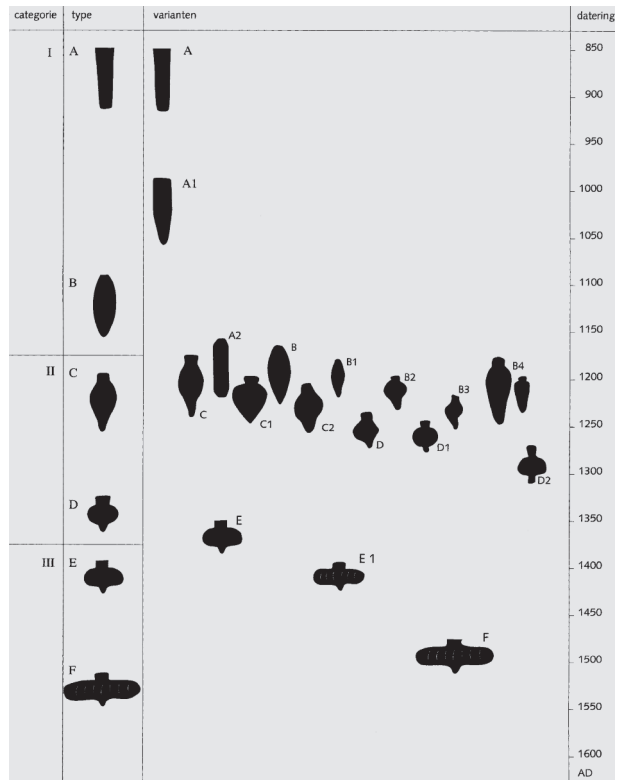 categorie type varianten datering
I A A 850
900
950
A1 1000
1050
B 1100
1150
A2 B B1 B2 B3 B4
II C C C1 C2 1200
D D1 1250
D2 1300
D
E 1350
III E E 1 1400
1450
F 1500
F
1550
1600
AD